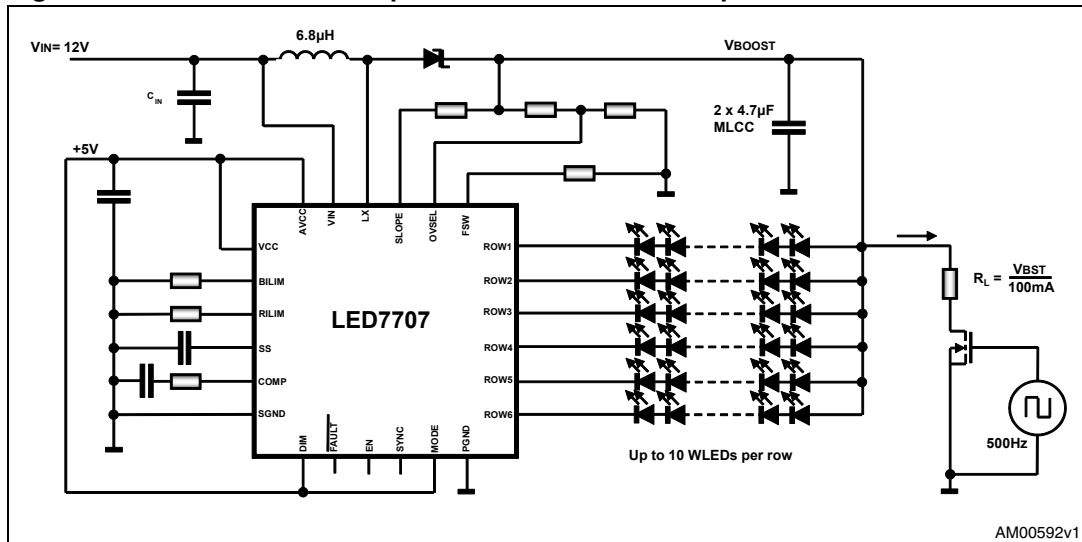 VIN= 12V
6.8µH
VBOOST
CIN
2 x 4.7µF
MLCC
+5V
AVCC
VIN
LX
SLOPE
OVSEL
FSW
VCC
BILIM
RILIM
SS
COMP
SGND
LED7707
ROW1
ROW2
ROW3
ROW4
ROW5
ROW6
DIM
FAULT
EN
SYNC
MODE
PGND
Up to 10 WLEDs per row
RL = VBST
100mA
500Hz
AM00592v1